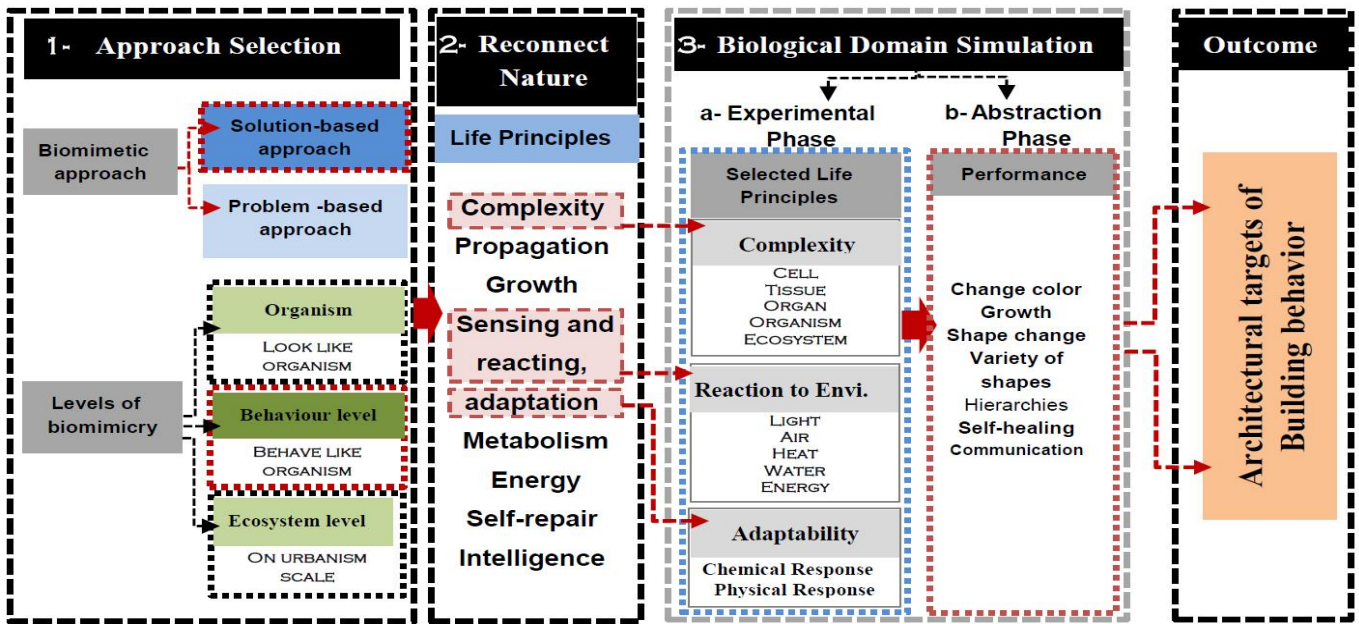 1- Approach Selection
Biomimetic
approach
Solution-based
approach
Problem -based
approach
Levels of
biomimicry
Organism
LOOK LIKE
ORGANISM
Behaviour level
BEHAVE LIKE
ORGANISM
Ecosystem level
ON URBANISM
SCALE
2- Reconnect
Nature
Life Principles
Complexity
Propagation
Growth
Sensing and
reacting,
adaptation
Metabolism
Energy
Self-repair
Intelligence
3- Biological Domain Simulation
a- Experimental
Phase
Selected Life
Principles
Complexity
CELL
TISSUE
ORGAN
ORGANISM
ECOSYSTEM
Reaction to Envi.
LIGHT
AIR
HEAT
WATER
ENERGY
Adaptability
Chemical Response
Physical Response
b- Abstraction
Phase
Performance
Change color
Growth
Shape change
Variety of
shapes
Hierarchies
Self-healing
Communication
Outcome
Architectural targets of
Building behavior